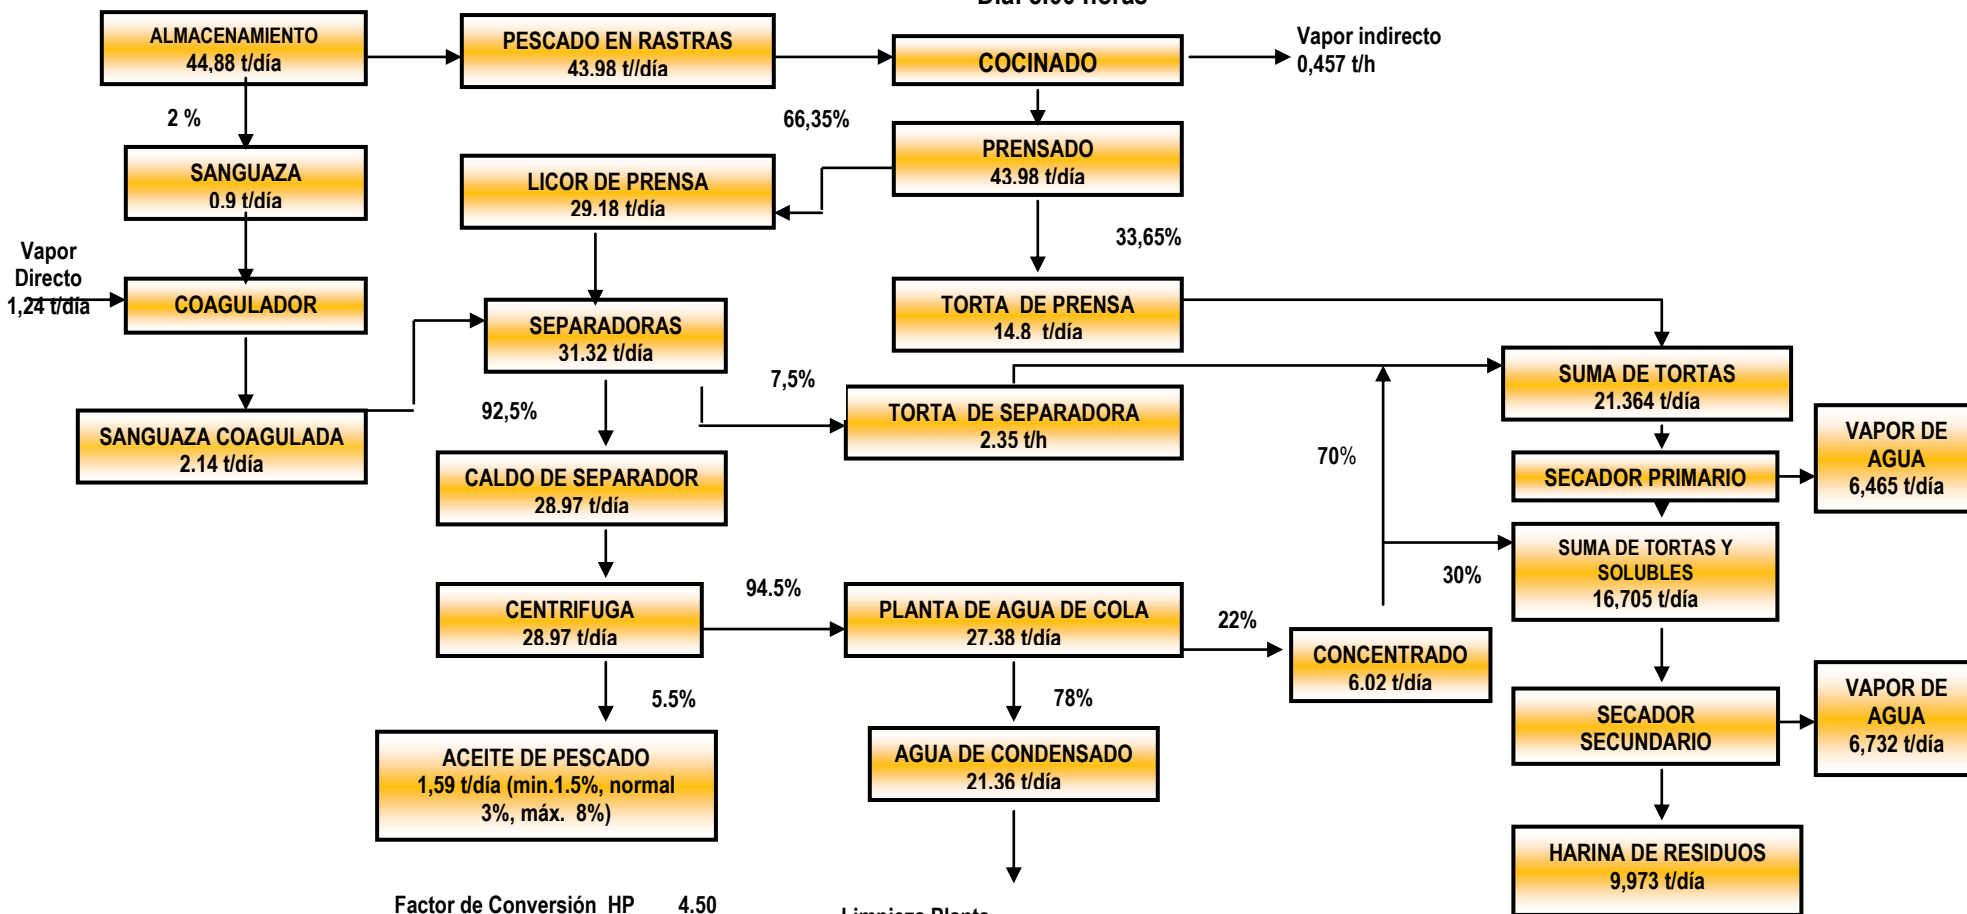 Día: 8.00 horas
ALMACENAMIENTO
44,88 t/día
PESCADO EN RASTRAS
43.98 t//día
COCINADO
Vapor indirecto
0,457 t/h
2 %
66,35%
SANGUAZA
0.9 t/día
LICOR DE PRENSA
29.18 t/día
PRENSADO
43.98 t/día
33,65%
Vapor
Directo
1,24 t/día
COAGULADOR
SEPARADORAS
31.32 t/día
TORTA DE PRENSA
14.8 t/día
7,5%
92,5%
SUMA DE TORTAS
21.364 t/día
SANGUAZA COAGULADA
2.14 t/día
TORTA DE SEPARADORA
2.35 t/h
70%
VAPOR DE
AGUA
6,465 t/día
CALDO DE SEPARADOR
28.97 t/día
SECADOR PRIMARIO
SUMA DE TORTAS Y
SOLUBLES
16,705 t/día
30%
CENTRIFUGA
28.97 t/día
94.5%
PLANTA DE AGUA DE COLA
27.38 t/día
22%
CONCENTRADO
6.02 t/día
5.5%
78%
SECADOR
SECUNDARIO
VAPOR DE
AGUA
6,732 t/día
ACEITE DE PESCADO
1,59 t/día (min.1.5%, normal
3%, máx. 8%)
AGUA DE CONDENSADO
21.36 t/día
HARINA DE RESIDUOS
9,973 t/día
Factor de Conversión HP 4.50
Limpieza Planta